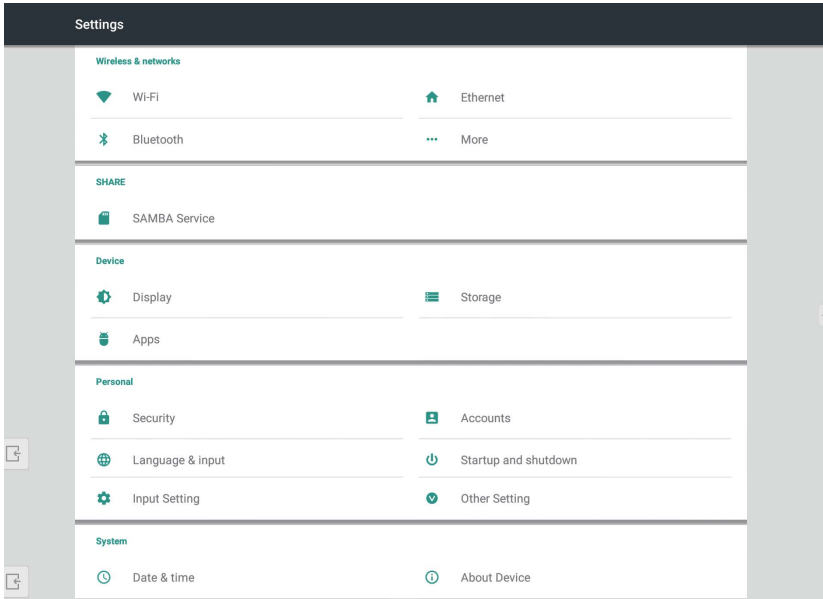 Settings
Wireless & networks
Wi-Fi
Ethernet
Bluetooth
More
SHARE
SAMBA Service
Device
Display
Storage
Apps
Personal
Security
Accounts
Language & input
Startup and shutdown
Input Setting
Other Setting
System
Date & time
About Device